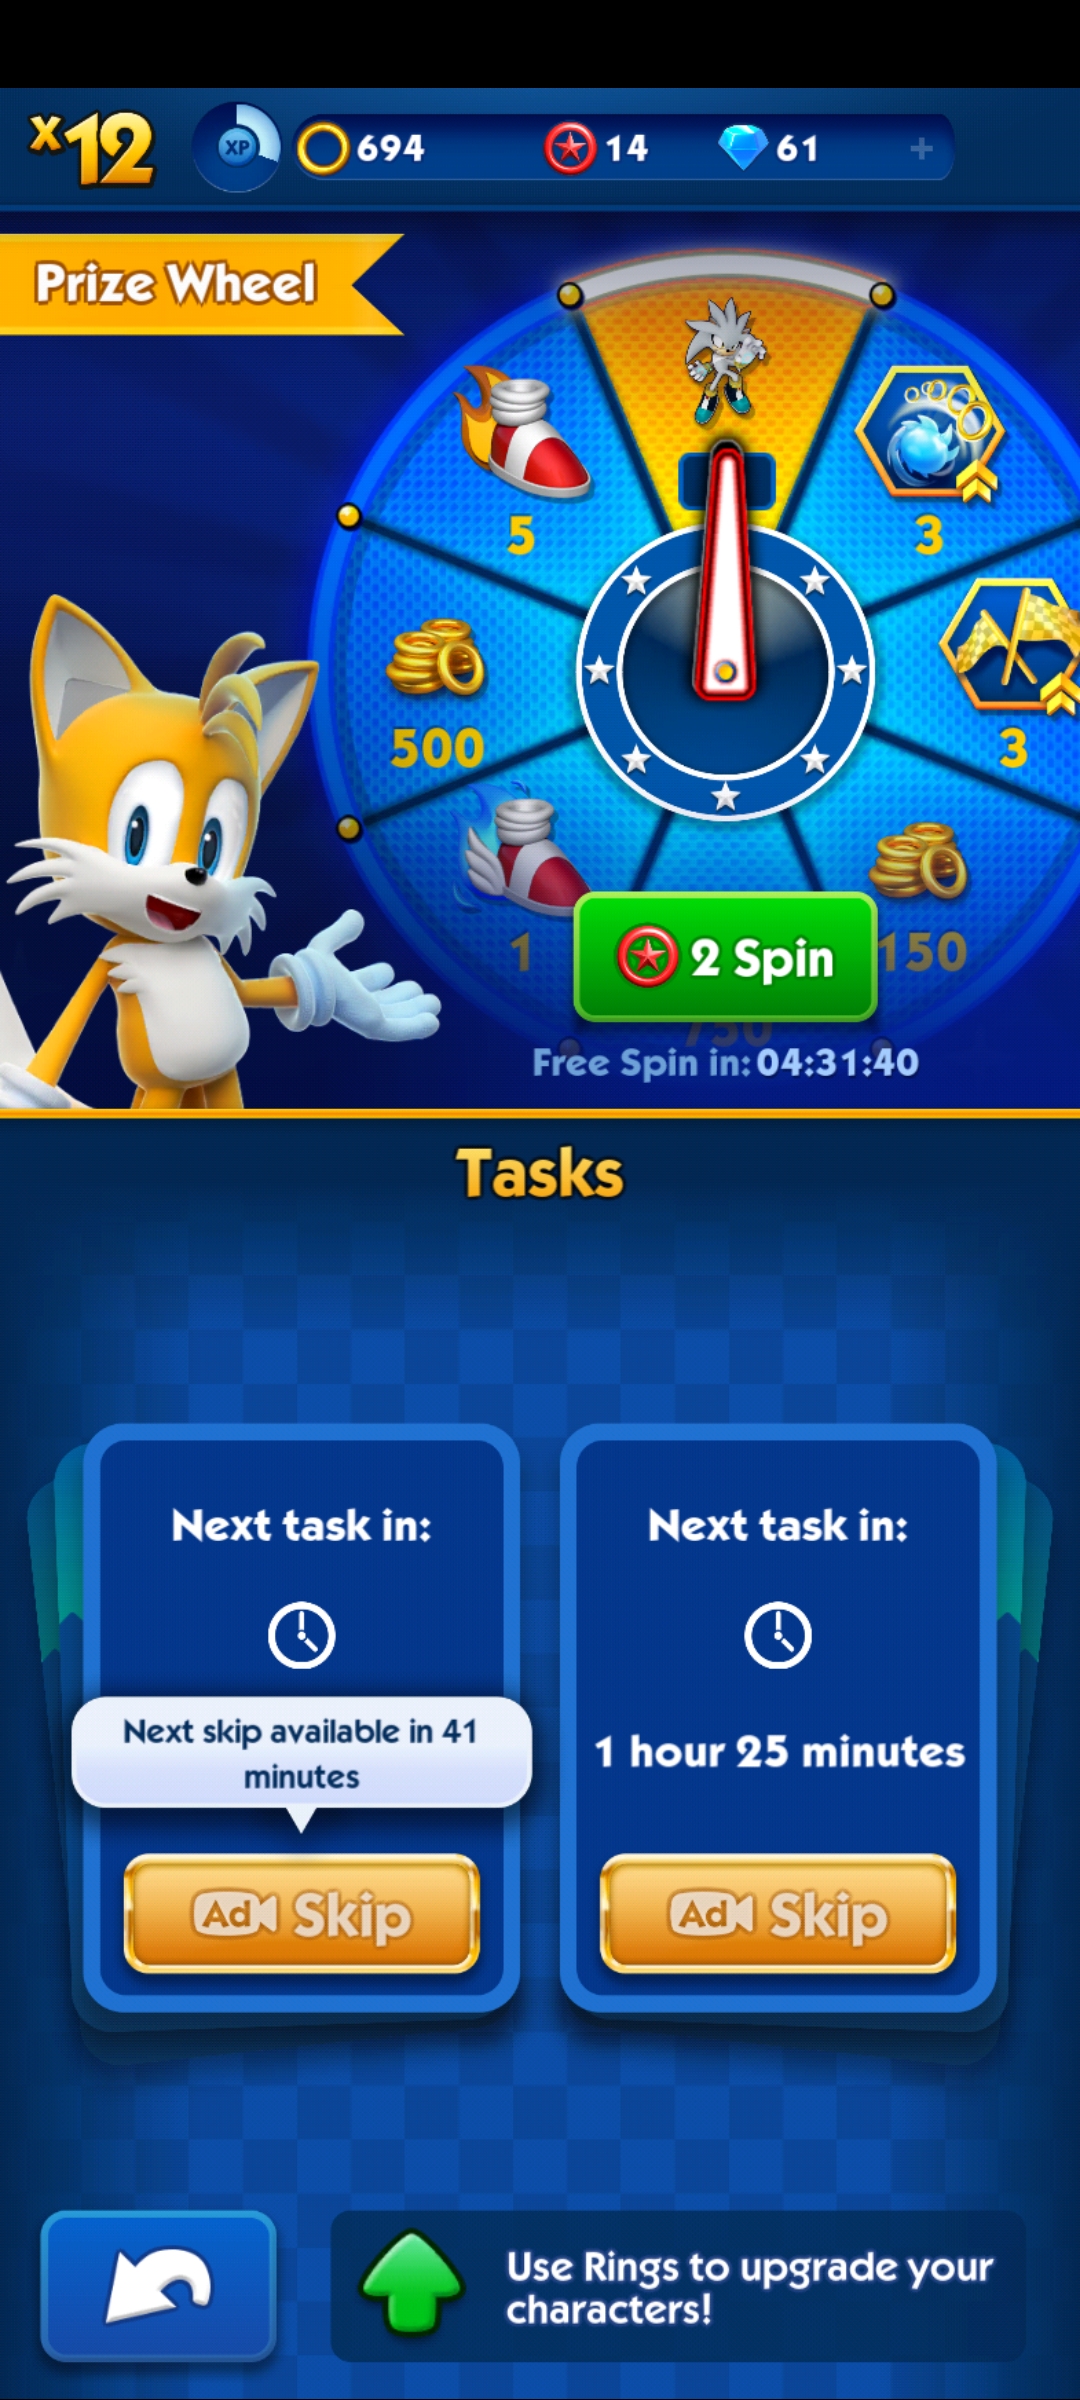 x12
XP
694
14
61
+
Prize Wheel
5
3
500
3
1
2 Spin
150
750
Free Spin in: 04:31:40
Tasks
Next task in:
Next task in:
Next skip available in 41
minutes
1 hour 25 minutes
Ad Skip
Ad Skip
Use Rings to upgrade your
characters!